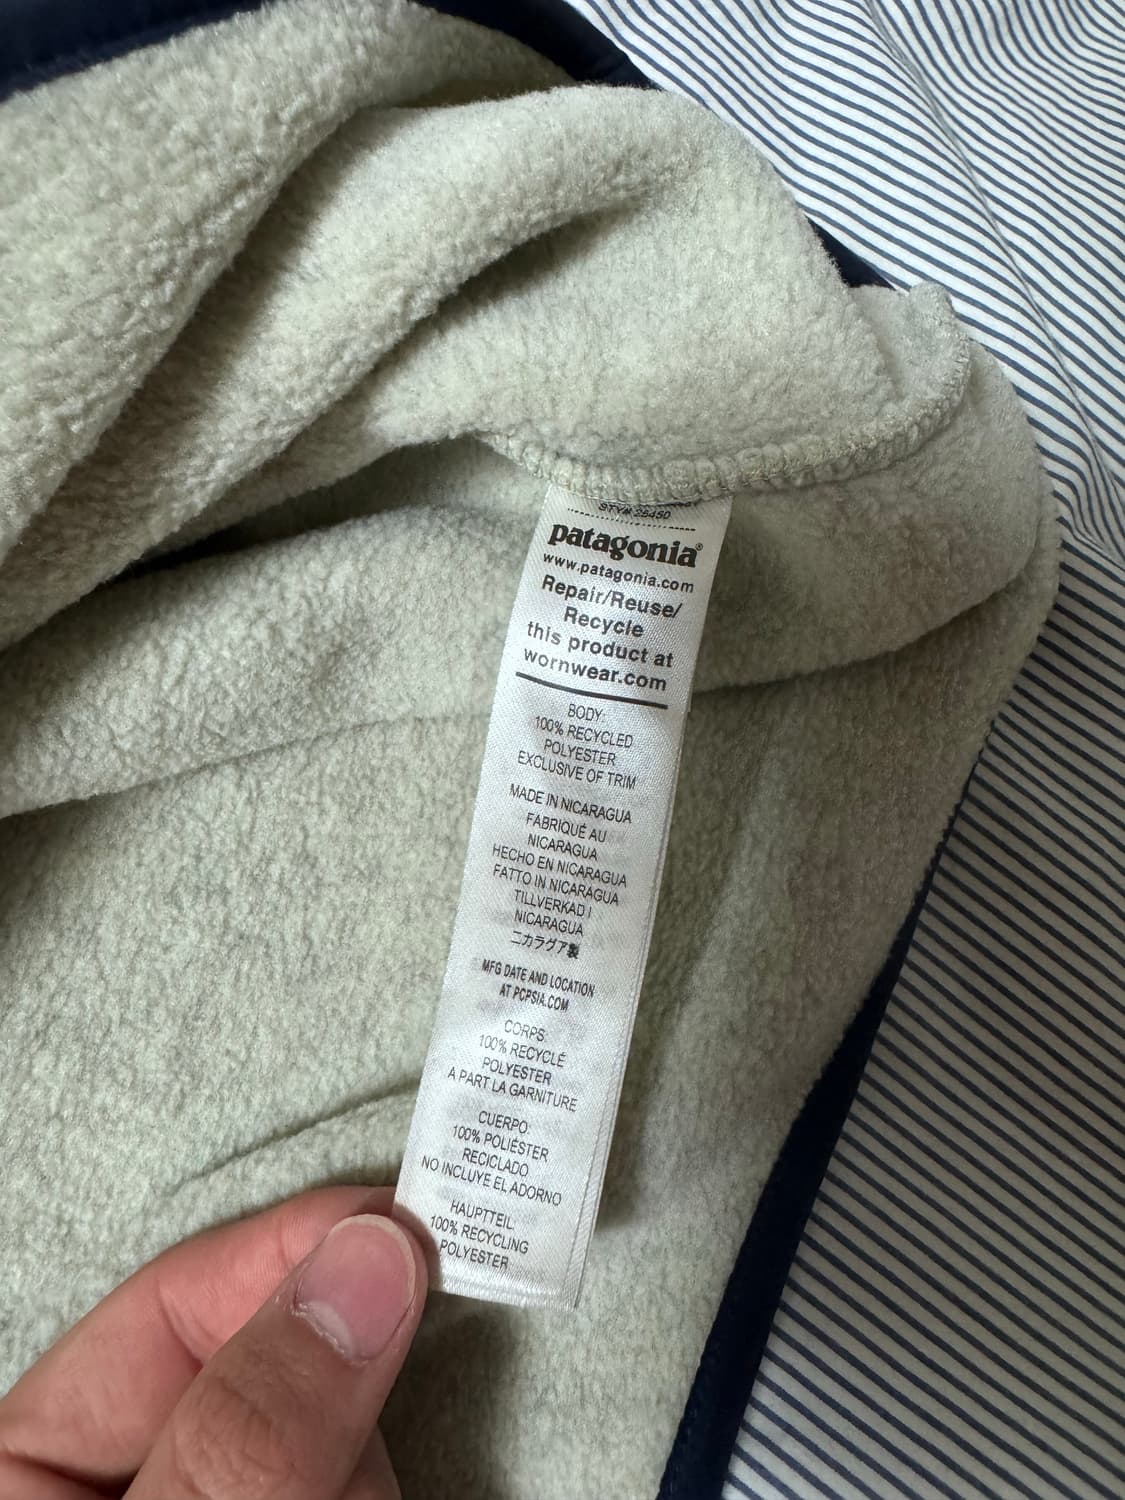 STY# 25450
patagonia®
www.patagonia.com
Repair/Reuse/
Recycle
this product at
wornwear.com
BODY:
100% RECYCLED
POLYESTER
EXCLUSIVE OF TRIM
MADE IN NICARAGUA
FABRIQUÉ AU
NICARAGUA
HECHO EN NICARAGUA
FATTO IN NICARAGUA
TILLVERKAD I
NICARAGUA
ニカラグア製
MFG DATE AND LOCATION
AT PCPSIA.COM
CORPS:
100% RECYCLÉ
POLYESTER
A PART LA GARNITURE
CUERPO:
100% POLIÉSTER
RECICLADO
NO INCLUYE EL ADORNO
HAUPTTEIL:
100% RECYCLING
POLYESTER